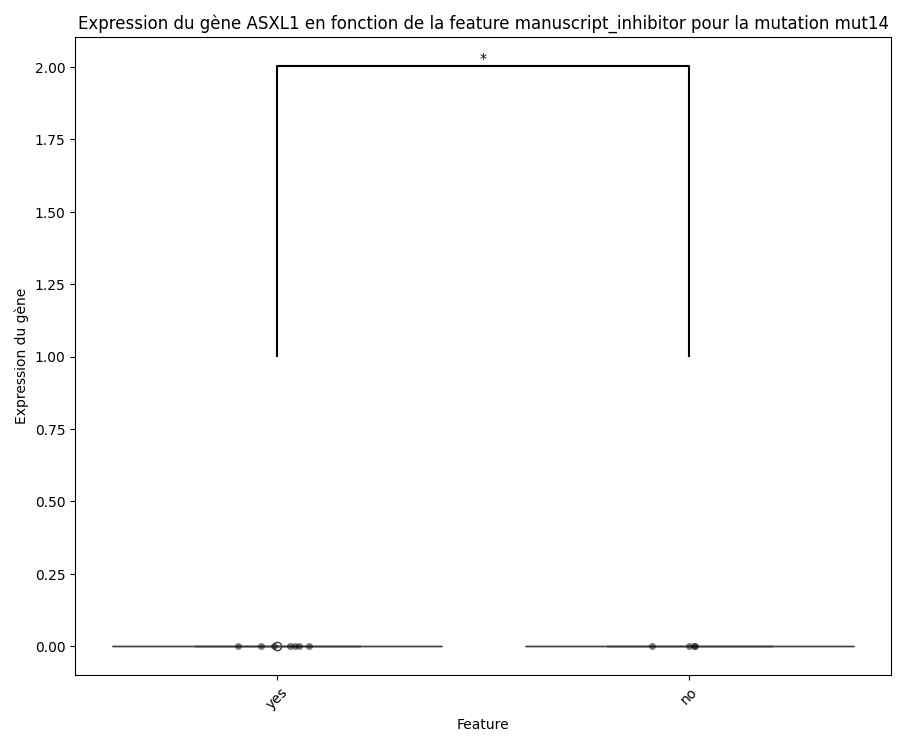 Expression du gène ASXL1 en fonction de la feature manuscript_inhibitor pour la mutation mut14
*
2.00
1.75
1.50
1.25
1.00
0.75
0.50
0.25
0.00
Expression du gène
yes
no
Feature